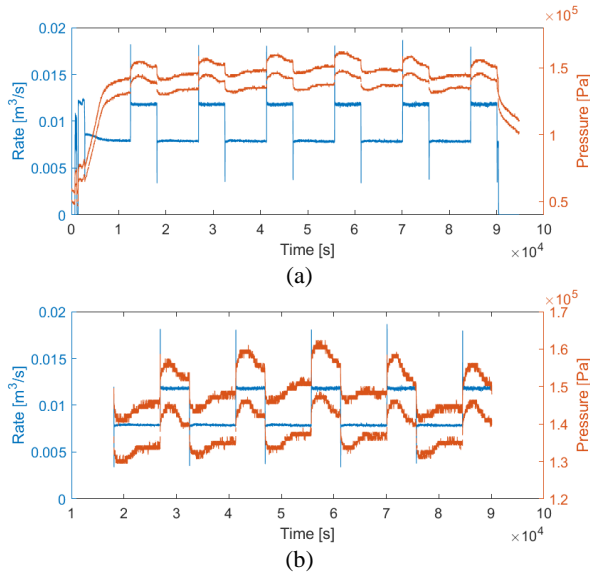 ×10⁵
0.02
0.015
0.01
0.005
0
Rate [m³/s]
1.5
1
0.5
Pressure [Pa]
0 1 2 3 4 5 6 7 8 9 10
Time [s]
×10⁴
(a)
×10⁵
0.02
0.015
0.01
0.005
0
Rate [m³/s]
1.7
1.6
1.5
1.4
1.3
1.2
Pressure [Pa]
1 2 3 4 5 6 7 8 9 10
Time [s]
×10⁴
(b)